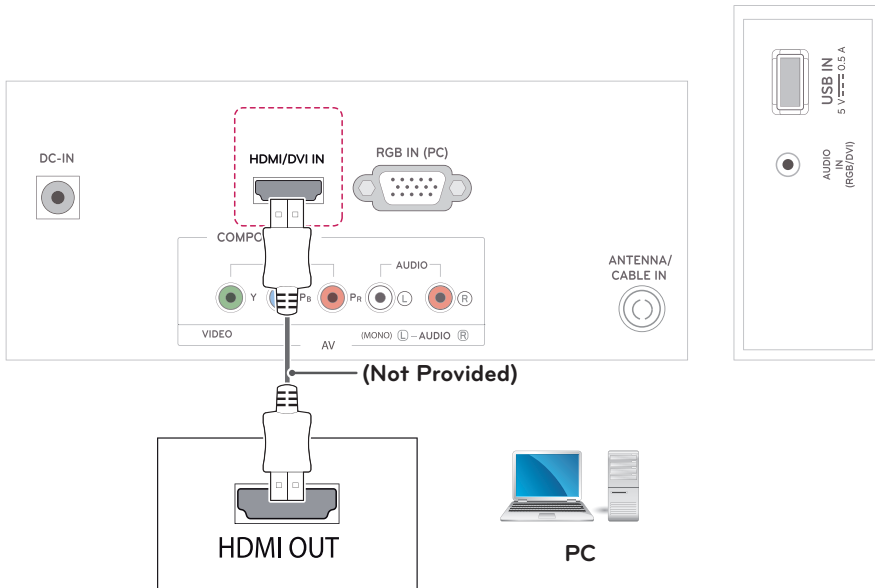 DC-IN
HDMI/DVI IN
RGB IN (PC)
COMPO
AUDIO
Y
PB
PR
L
R
VIDEO
(MONO) L – AUDIO R
AV
ANTENNA/
CABLE IN
USB IN
5 V 0.5 A
AUDIO
IN
(RGB/DVI)
(Not Provided)
HDMI OUT
PC